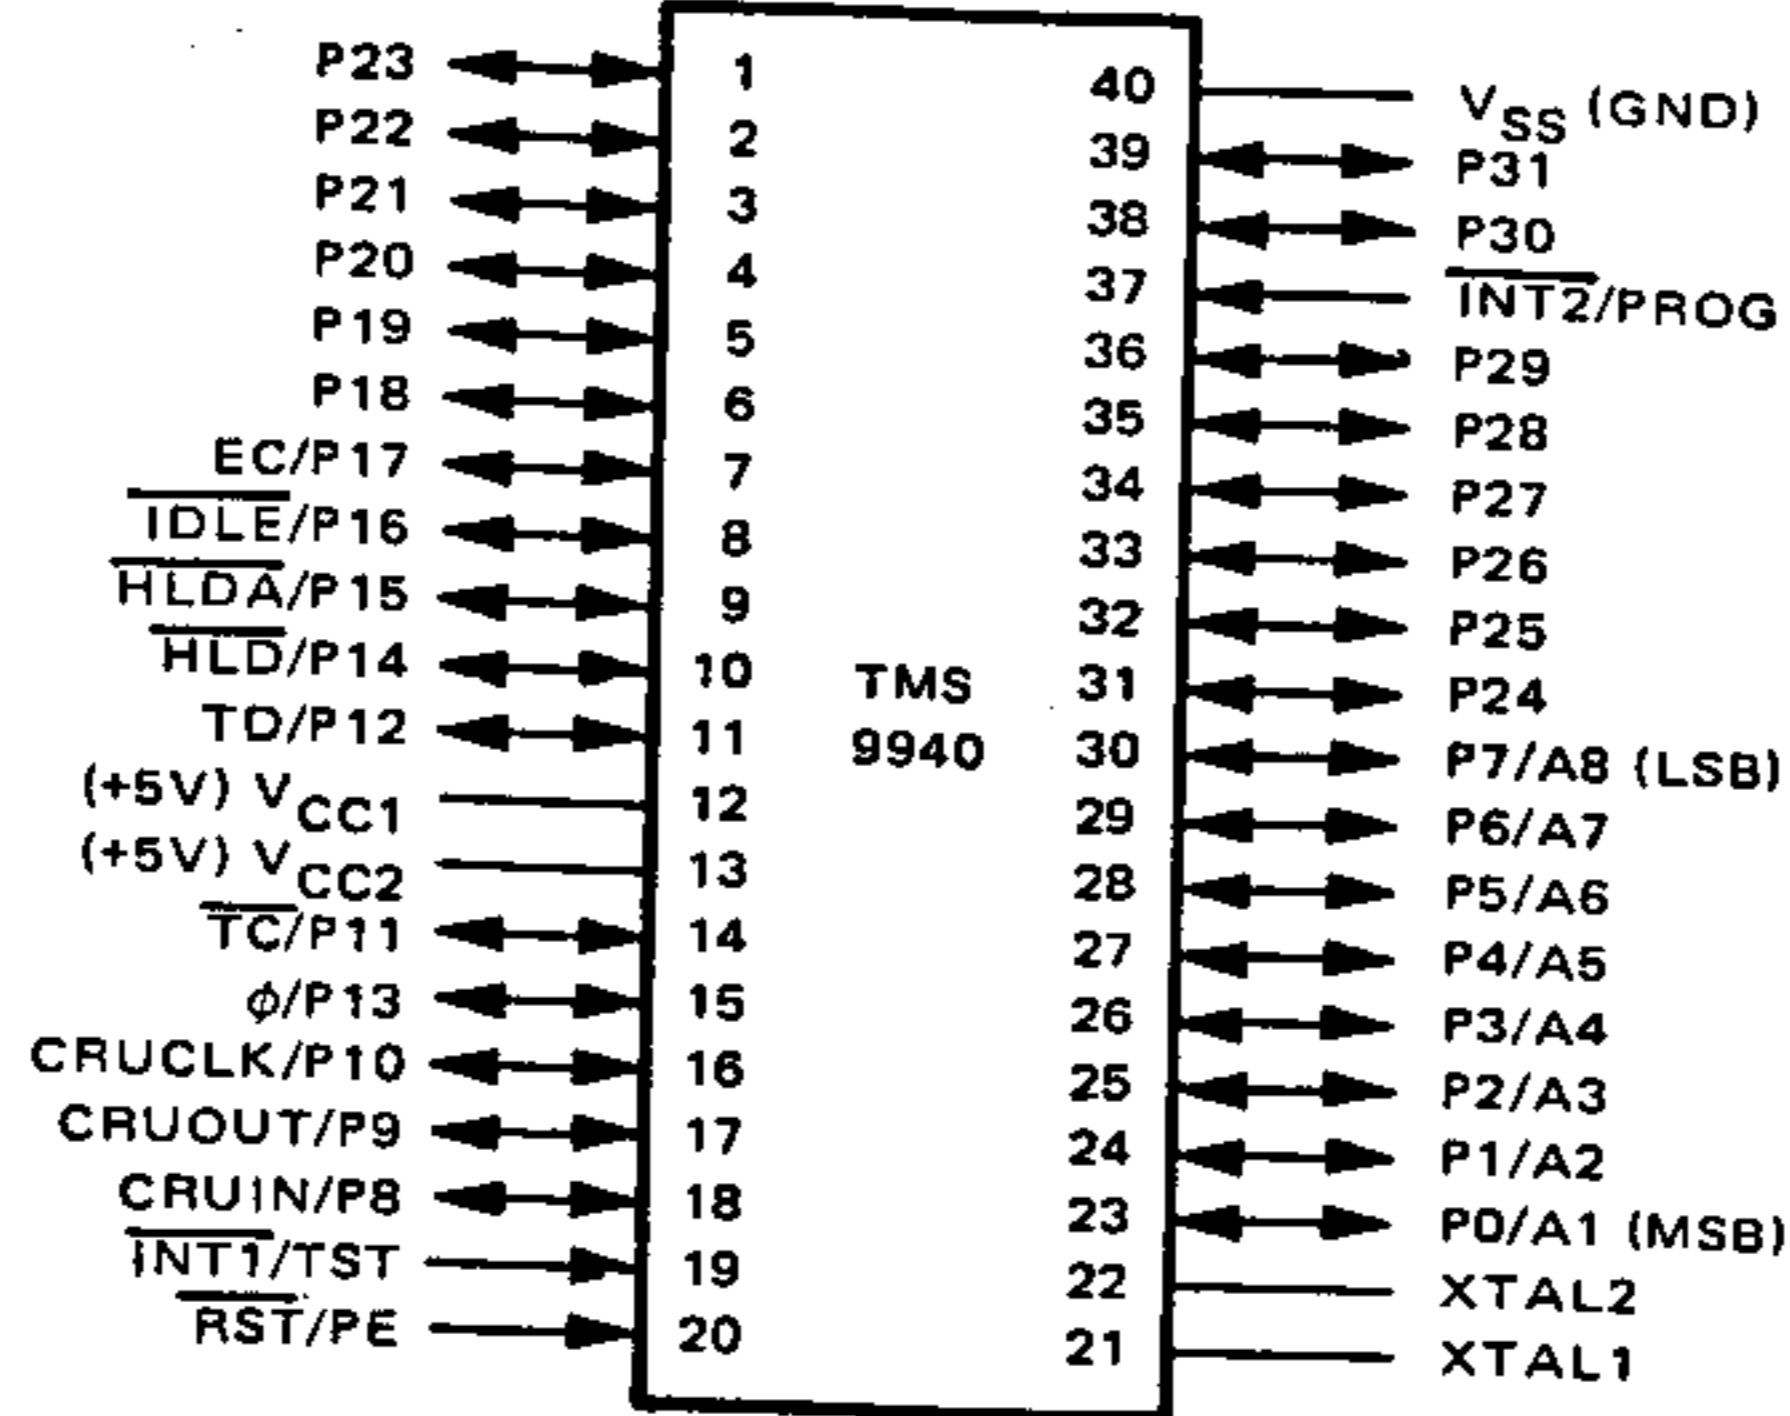 P23 1
P22 2
P21 3
P20 4
P19 5
P18 6
EC/P17 7
IDLE/P16 8
HLDA/P15 9
HLD/P14 10
TD/P12 11
(+5V) VCC1 12
(+5V) VCC2 13
TC/P11 14
ϕ/P13 15
CRUCLK/P10 16
CRUOUT/P9 17
CRUIN/P8 18
INT1/TST 19
RST/PE 20
TMS
9940
40 VSS (GND)
39 P31
38 P30
37 INT2/PROG
36 P29
35 P28
34 P27
33 P26
32 P25
31 P24
30 P7/A8 (LSB)
29 P6/A7
28 P5/A6
27 P4/A5
26 P3/A4
25 P2/A3
24 P1/A2
23 P0/A1 (MSB)
22 XTAL2
21 XTAL1